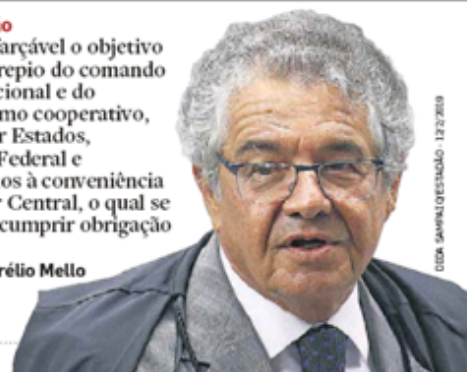 o
farçável o objetivo
repio do comando
cional e do
mo cooperativo,
r Estados,
Federal e
os à conveniência
r Central, o qual se
cumprir obrigação
rélio Mello
DIDA SAMPAIO/ESTADÃO - 12/2/2019